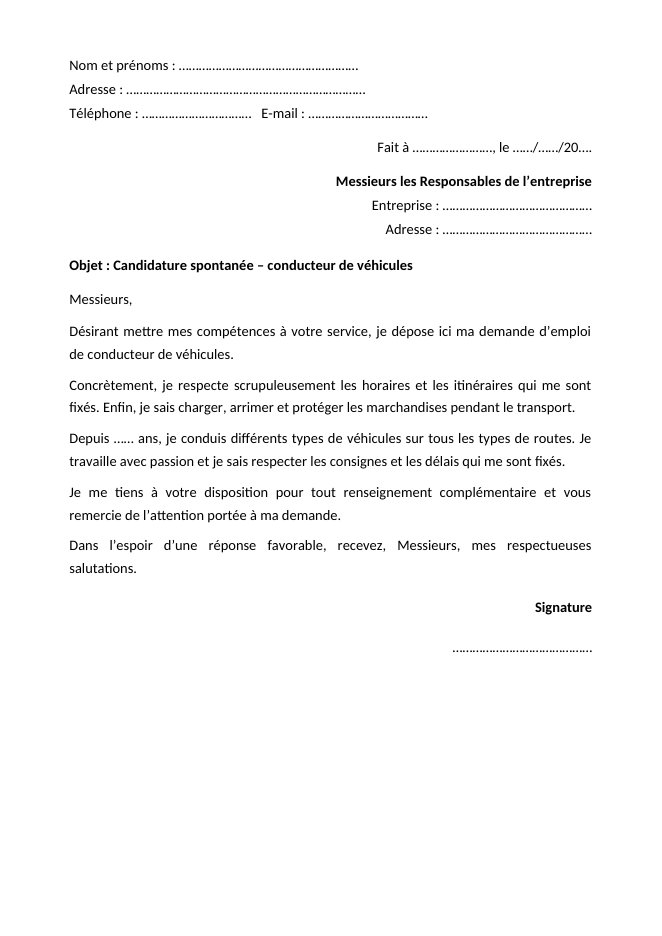 Nom et prénoms : ………………………………………………
Adresse : ………………………………………………………………
Téléphone : …………………………… E-mail : ………………………………
Fait à ……………………, le ……/……/20….
Messieurs les Responsables de l’entreprise
Entreprise : ………………………………………
Adresse : ………………………………………
Objet : Candidature spontanée – conducteur de véhicules
Messieurs,
Désirant mettre mes compétences à votre service, je dépose ici ma demande d’emploi
de conducteur de véhicules.
Concrètement, je respecte scrupuleusement les horaires et les itinéraires qui me sont
fixés. Enfin, je sais charger, arrimer et protéger les marchandises pendant le transport.
Depuis …… ans, je conduis différents types de véhicules sur tous les types de routes. Je
travaille avec passion et je sais respecter les consignes et les délais qui me sont fixés.
Je me tiens à votre disposition pour tout renseignement complémentaire et vous
remercie de l’attention portée à ma demande.
Dans l’espoir d’une réponse favorable, recevez, Messieurs, mes respectueuses
salutations.
Signature
……………………………………